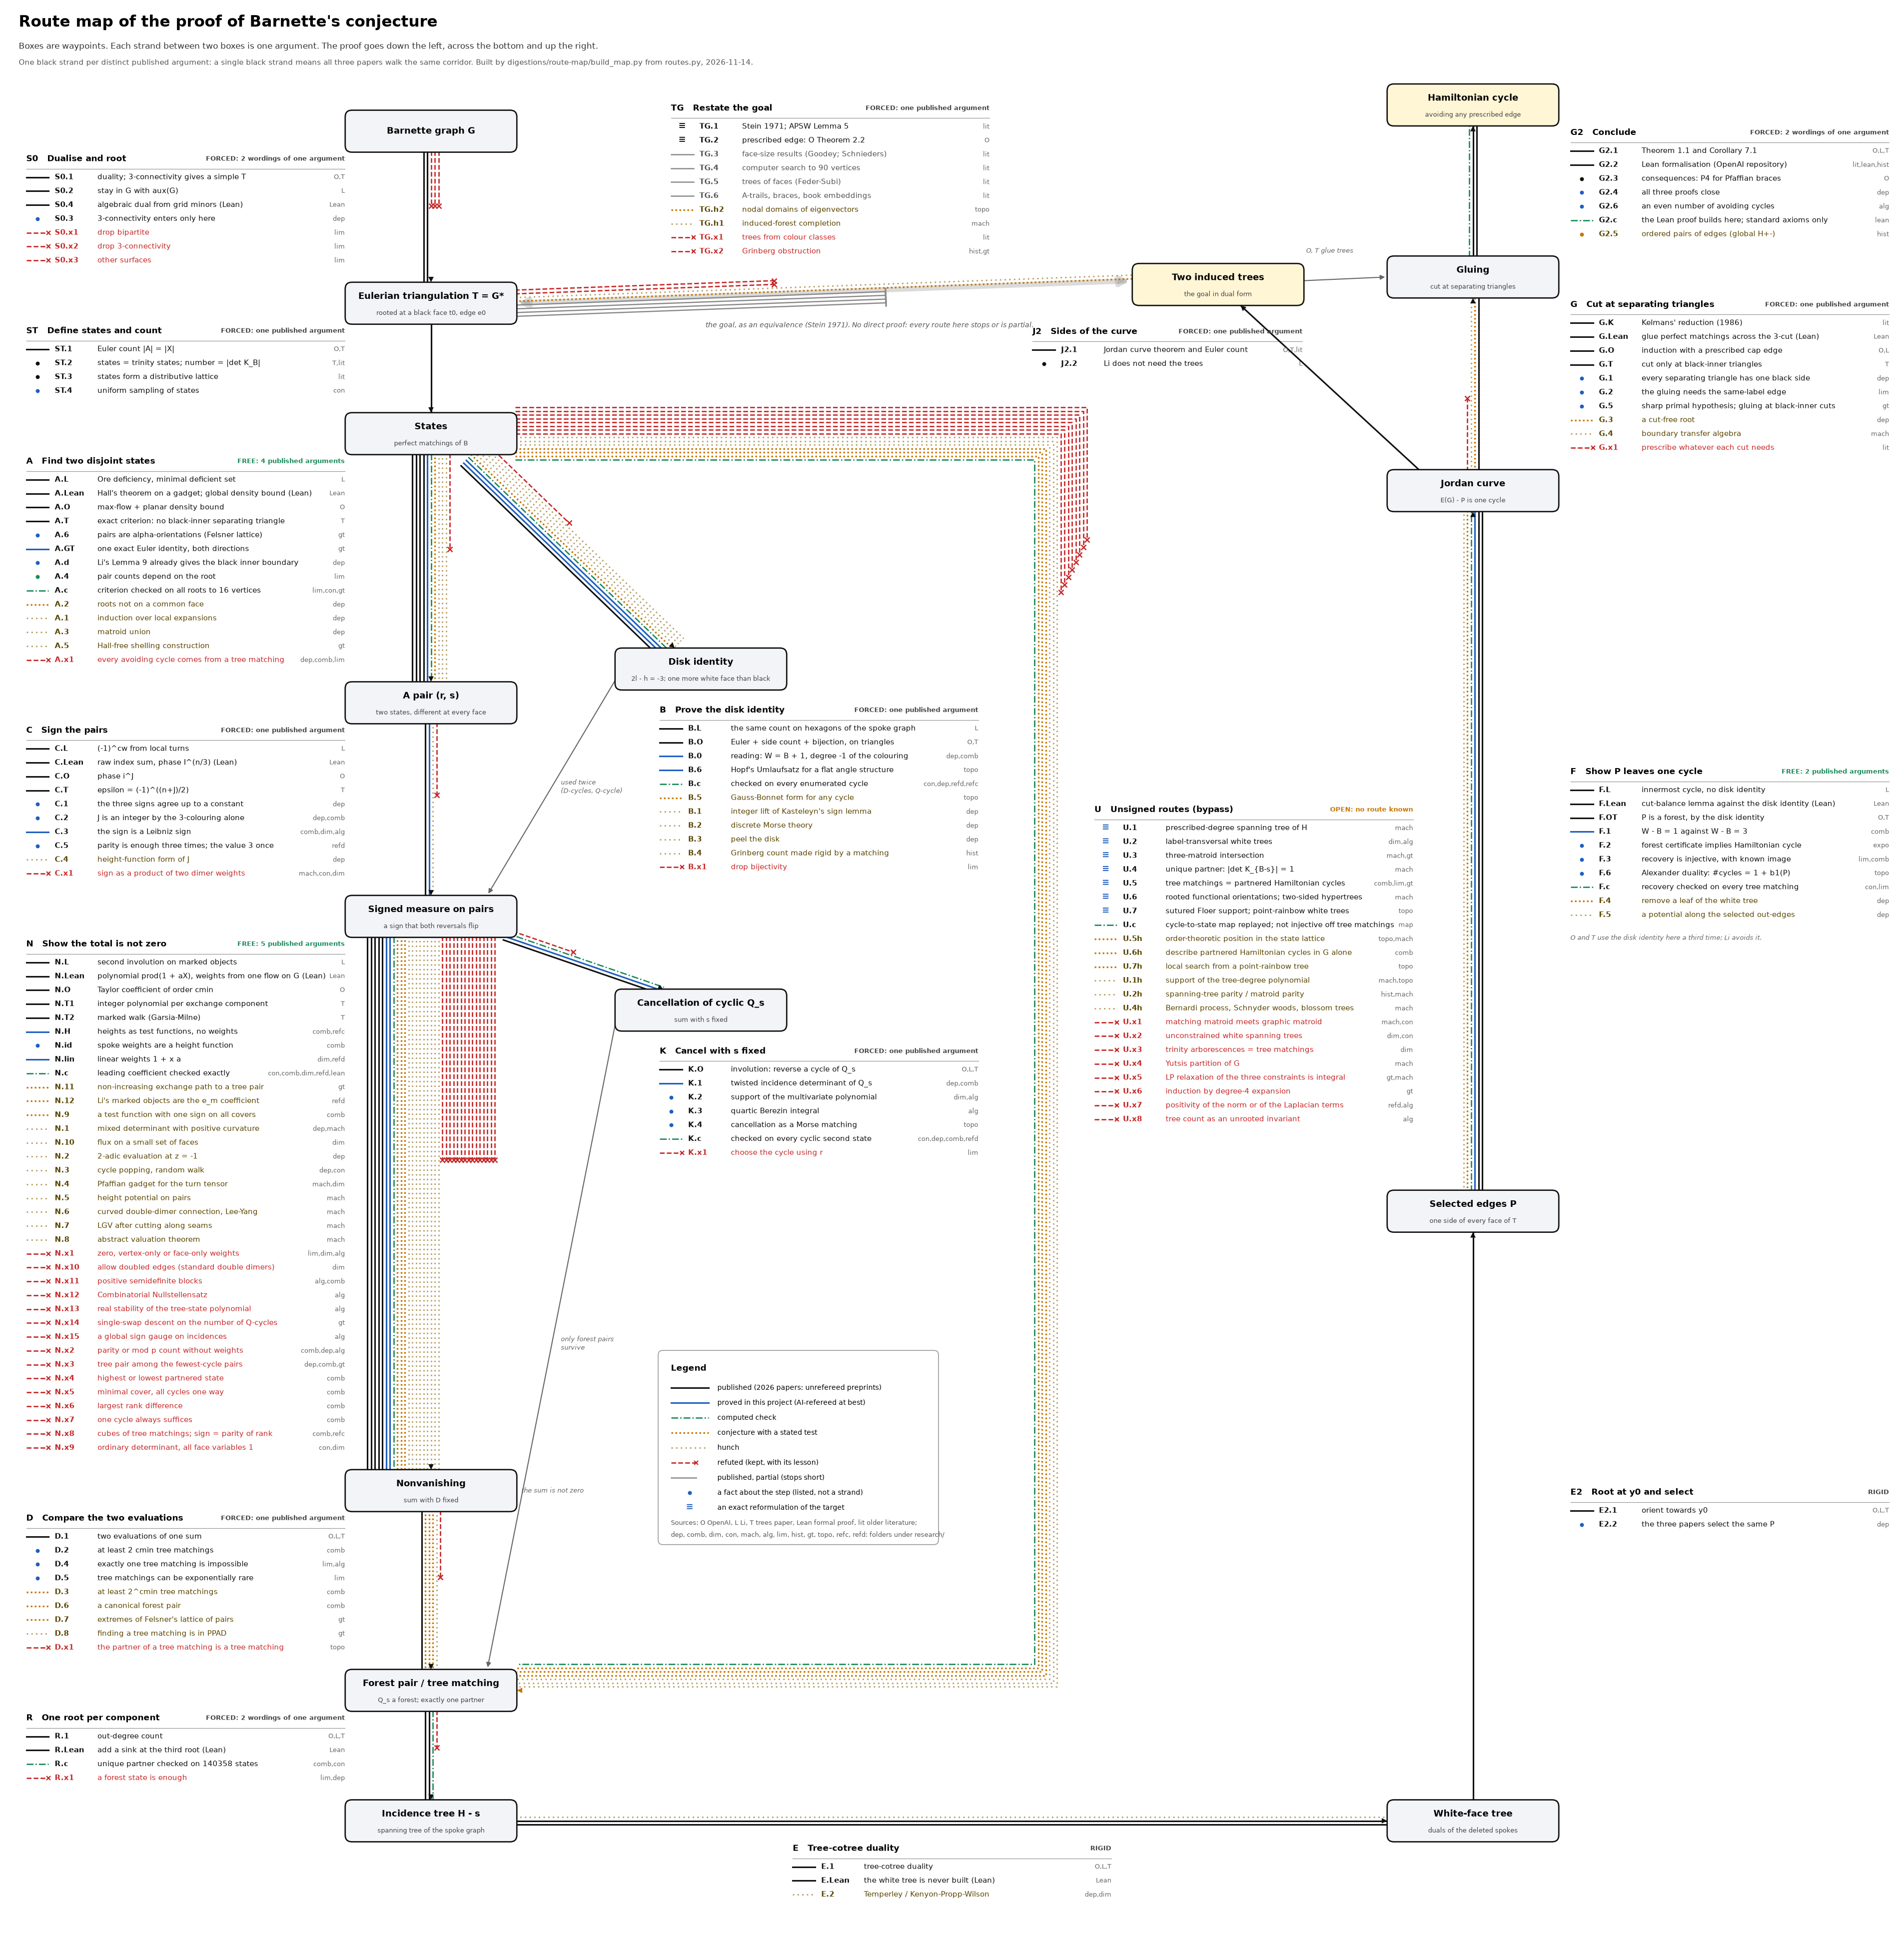 Route map of the proof of Barnette's conjecture
Boxes are waypoints. Each strand between two boxes is one argument. The proof goes down the left, across the bottom and up the right.
One black strand per distinct published argument: a single black strand means all three papers walk the same corridor. Built by digestions/route-map/build_map.py from routes.py, 2026-11-14.
Barnette graph G
S0 Dualise and root FORCED: 2 wordings of one argument
S0.1 duality; 3-connectivity gives a simple T O,T
S0.2 stay in G with aux(G) L
S0.4 algebraic dual from grid minors (Lean) Lean
S0.3 3-connectivity enters only here dep
S0.x1 drop bipartite lim
S0.x2 drop 3-connectivity lim
S0.x3 other surfaces lim
Eulerian triangulation T = G*
rooted at a black face t0, edge e0
ST Define states and count FORCED: one published argument
ST.1 Euler count |A| = |X| O,T
ST.2 states = trinity states; number = |det K_B| T,lit
ST.3 states form a distributive lattice lit
ST.4 uniform sampling of states con
States
perfect matchings of B
A Find two disjoint states FREE: 4 published arguments
A.L Ore deficiency, minimal deficient set L
A.Lean Hall's theorem on a gadget; global density bound (Lean) Lean
A.O max-flow + planar density bound O
A.T exact criterion: no black-inner separating triangle T
A.6 pairs are alpha-orientations (Felsner lattice) gt
A.GT one exact Euler identity, both directions gt
A.d Li's Lemma 9 already gives the black inner boundary dep
A.4 pair counts depend on the root lim
A.c criterion checked on all roots to 16 vertices lim,con,gt
A.2 roots not on a common face dep
A.1 induction over local expansions dep
A.3 matroid union dep
A.5 Hall-free shelling construction gt
A.x1 every avoiding cycle comes from a tree matching dep,comb,lim
A pair (r, s)
two states, different at every face
C Sign the pairs FORCED: one published argument
C.L (-1)^cw from local turns L
C.Lean raw index sum, phase I^(n/3) (Lean) Lean
C.O phase i^J O
C.T epsilon = (-1)^((n+J)/2) T
C.1 the three signs agree up to a constant dep
C.2 J is an integer by the 3-colouring alone dep,comb
C.3 the sign is a Leibniz sign comb,dim,alg
C.5 parity is enough three times; the value 3 once refd
C.4 height-function form of J dep
C.x1 sign as a product of two dimer weights mach,con,dim
Signed measure on pairs
a sign that both reversals flip
N Show the total is not zero FREE: 5 published arguments
N.L second involution on marked objects L
N.Lean polynomial prod(1 + aX), weights from one flow on G (Lean) Lean
N.O Taylor coefficient of order cmin O
N.T1 integer polynomial per exchange component T
N.T2 marked walk (Garsia-Milne) T
N.H heights as test functions, no weights comb,refc
N.id spoke weights are a height function comb
N.lin linear weights 1 + x a dim,refd
N.c leading coefficient checked exactly con,comb,dim,refd,lean
N.11 non-increasing exchange path to a tree pair gt
N.12 Li's marked objects are the e_m coefficient refd
N.9 a test function with one sign on all covers comb
N.1 mixed determinant with positive curvature dep,mach
N.10 flux on a small set of faces dim
N.2 2-adic evaluation at z = -1 dep
N.3 cycle popping, random walk dep,con
N.4 Pfaffian gadget for the turn tensor mach,dim
N.5 height potential on pairs mach
N.6 curved double-dimer connection, Lee-Yang mach
N.7 LGV after cutting along seams mach
N.8 abstract valuation theorem mach
N.x1 zero, vertex-only or face-only weights lim,dim,alg
N.x10 allow doubled edges (standard double dimers) dim
N.x11 positive semidefinite blocks alg,comb
N.x12 Combinatorial Nullstellensatz alg
N.x13 real stability of the tree-state polynomial alg
N.x14 single-swap descent on the number of Q-cycles gt
N.x15 a global sign gauge on incidences alg
N.x2 parity or mod p count without weights comb,dep,alg
N.x3 tree pair among the fewest-cycle pairs dep,comb,gt
N.x4 highest or lowest partnered state comb
N.x5 minimal cover, all cycles one way comb
N.x6 largest rank difference comb
N.x7 one cycle always suffices comb
N.x8 cubes of tree matchings; sign = parity of rank comb,refc
N.x9 ordinary determinant, all face variables 1 con,dim
Nonvanishing
sum with D fixed
D Compare the two evaluations FORCED: one published argument
D.1 two evaluations of one sum O,L,T
D.2 at least 2 cmin tree matchings comb
D.4 exactly one tree matching is impossible lim,alg
D.5 tree matchings can be exponentially rare lim
D.3 at least 2^cmin tree matchings comb
D.6 a canonical forest pair comb
D.7 extremes of Felsner's lattice of pairs gt
D.8 finding a tree matching is in PPAD gt
D.x1 the partner of a tree matching is a tree matching topo
Forest pair / tree matching
Q_s a forest; exactly one partner
R One root per component FORCED: 2 wordings of one argument
R.1 out-degree count O,L,T
R.Lean add a sink at the third root (Lean) Lean
R.c unique partner checked on 140358 states comb,con
R.x1 a forest state is enough lim,dep
Incidence tree H - s
spanning tree of the spoke graph
TG Restate the goal FORCED: one published argument
≡ TG.1 Stein 1971; APSW Lemma 5 lit
≡ TG.2 prescribed edge: O Theorem 2.2 O
TG.3 face-size results (Goodey; Schnieders) lit
TG.4 computer search to 90 vertices lit
TG.5 trees of faces (Feder-Subi) lit
TG.6 A-trails, braces, book embeddings lit
TG.h2 nodal domains of eigenvectors topo
TG.h1 induced-forest completion mach
TG.x1 trees from colour classes lit
TG.x2 Grinberg obstruction hist,gt
the goal, as an equivalence (Stein 1971). No direct proof: every route here stops or is partial.
Two induced trees
the goal in dual form
O, T glue trees
J2 Sides of the curve FORCED: one published argument
J2.1 Jordan curve theorem and Euler count O,T,lit
J2.2 Li does not need the trees L
Disk identity
2l - h = -3; one more white face than black
used twice
(D-cycles, Q-cycle)
B Prove the disk identity FORCED: one published argument
B.L the same count on hexagons of the spoke graph L
B.O Euler + side count + bijection, on triangles O,T
B.0 reading: W = B + 1, degree -1 of the colouring dep,comb
B.6 Hopf's Umlaufsatz for a flat angle structure topo
B.c checked on every enumerated cycle con,dep,refd,refc
B.5 Gauss-Bonnet form for any cycle topo
B.1 integer lift of Kasteleyn's sign lemma dep
B.2 discrete Morse theory dep
B.3 peel the disk dep
B.4 Grinberg count made rigid by a matching hist
B.x1 drop bijectivity lim
Cancellation of cyclic Q_s
sum with s fixed
K Cancel with s fixed FORCED: one published argument
K.O involution: reverse a cycle of Q_s O,L,T
K.1 twisted incidence determinant of Q_s dep,comb
K.2 support of the multivariate polynomial dim,alg
K.3 quartic Berezin integral alg
K.4 cancellation as a Morse matching topo
K.c checked on every cyclic second state con,dep,comb,refd
K.x1 choose the cycle using r lim
only forest pairs
survive
the sum is not zero
Legend
published (2026 papers: unrefereed preprints)
proved in this project (AI-refereed at best)
computed check
conjecture with a stated test
hunch
refuted (kept, with its lesson)
published, partial (stops short)
a fact about the step (listed, not a strand)
≡ an exact reformulation of the target
Sources: O OpenAI, L Li, T trees paper, Lean formal proof, lit older literature;
dep, comb, dim, con, mach, alg, lim, hist, gt, topo, refc, refd: folders under research/
U Unsigned routes (bypass) OPEN: no route known
≡ U.1 prescribed-degree spanning tree of H mach
≡ U.2 label-transversal white trees dim,alg
≡ U.3 three-matroid intersection mach,gt
≡ U.4 unique partner: |det K_{B-s}| = 1 mach
≡ U.5 tree matchings = partnered Hamiltonian cycles comb,lim,gt
≡ U.6 rooted functional orientations; two-sided hypertrees mach
≡ U.7 sutured Floer support; point-rainbow white trees topo
U.c cycle-to-state map replayed; not injective off tree matchings map
U.5h order-theoretic position in the state lattice topo,mach
U.6h describe partnered Hamiltonian cycles in G alone comb
U.7h local search from a point-rainbow tree topo
U.1h support of the tree-degree polynomial mach,topo
U.2h spanning-tree parity / matroid parity hist,mach
U.4h Bernardi process, Schnyder woods, blossom trees mach
U.x1 matching matroid meets graphic matroid mach,con
U.x2 unconstrained white spanning trees dim,con
U.x3 trinity arborescences = tree matchings dim
U.x4 Yutsis partition of G mach
U.x5 LP relaxation of the three constraints is integral gt,mach
U.x6 induction by degree-4 expansion gt
U.x7 positivity of the norm or of the Laplacian terms refd,alg
U.x8 tree count as an unrooted invariant alg
E Tree-cotree duality RIGID
E.1 tree-cotree duality O,L,T
E.Lean the white tree is never built (Lean) Lean
E.2 Temperley / Kenyon-Propp-Wilson dep,dim
Hamiltonian cycle
avoiding any prescribed edge
G2 Conclude FORCED: 2 wordings of one argument
G2.1 Theorem 1.1 and Corollary 7.1 O,L,T
G2.2 Lean formalisation (OpenAI repository) lit,lean,hist
G2.3 consequences: P4 for Pfaffian braces O
G2.4 all three proofs close dep
G2.6 an even number of avoiding cycles alg
G2.c the Lean proof builds here; standard axioms only lean
G2.5 ordered pairs of edges (global H+-) hist
Gluing
cut at separating triangles
G Cut at separating triangles FORCED: one published argument
G.K Kelmans' reduction (1986) lit
G.Lean glue perfect matchings across the 3-cut (Lean) Lean
G.O induction with a prescribed cap edge O,L
G.T cut only at black-inner triangles T
G.1 every separating triangle has one black side dep
G.2 the gluing needs the same-label edge lim
G.5 sharp primal hypothesis; gluing at black-inner cuts gt
G.3 a cut-free root dep
G.4 boundary transfer algebra mach
G.x1 prescribe whatever each cut needs lit
Jordan curve
E(G) - P is one cycle
F Show P leaves one cycle FREE: 2 published arguments
F.L innermost cycle, no disk identity L
F.Lean cut-balance lemma against the disk identity (Lean) Lean
F.OT P is a forest, by the disk identity O,T
F.1 W - B = 1 against W - B = 3 comb
F.2 forest certificate implies Hamiltonian cycle expo
F.3 recovery is injective, with known image lim,comb
F.6 Alexander duality: #cycles = 1 + b1(P) topo
F.c recovery checked on every tree matching con,lim
F.4 remove a leaf of the white tree dep
F.5 a potential along the selected out-edges dep
O and T use the disk identity here a third time; Li avoids it.
Selected edges P
one side of every face of T
E2 Root at y0 and select RIGID
E2.1 orient towards y0 O,L,T
E2.2 the three papers select the same P dep
White-face tree
duals of the deleted spokes